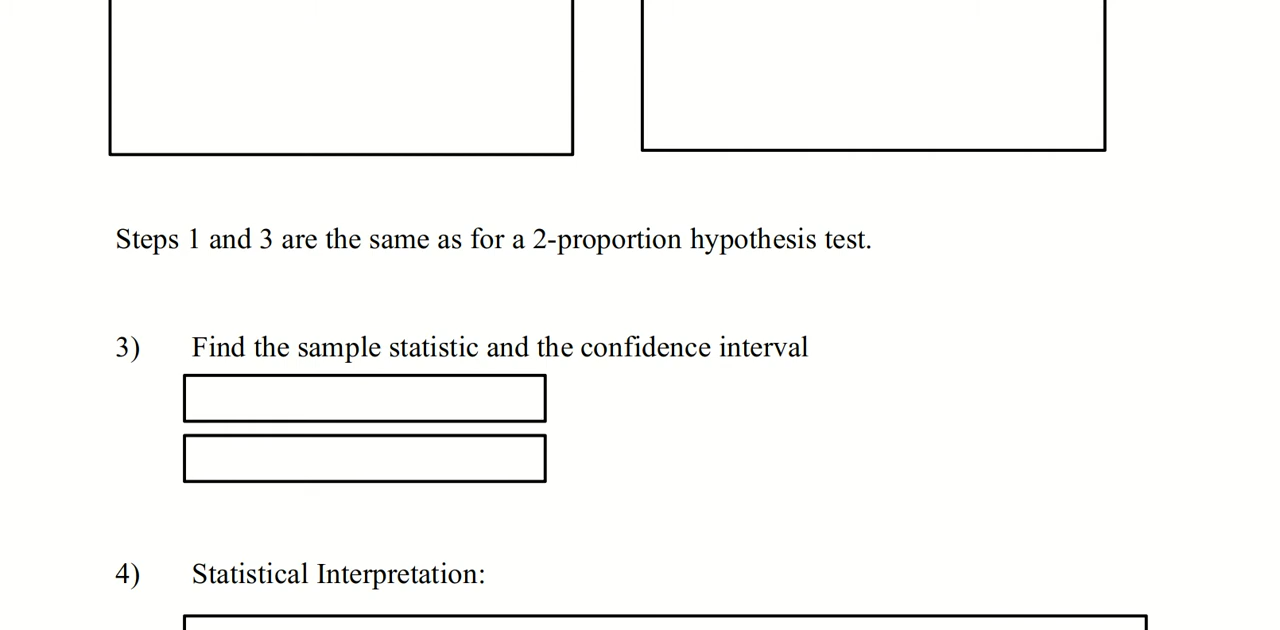 Steps 1 and 3 are the same as for a 2-proportion hypothesis test.
3) Find the sample statistic and the confidence interval
4) Statistical Interpretation: